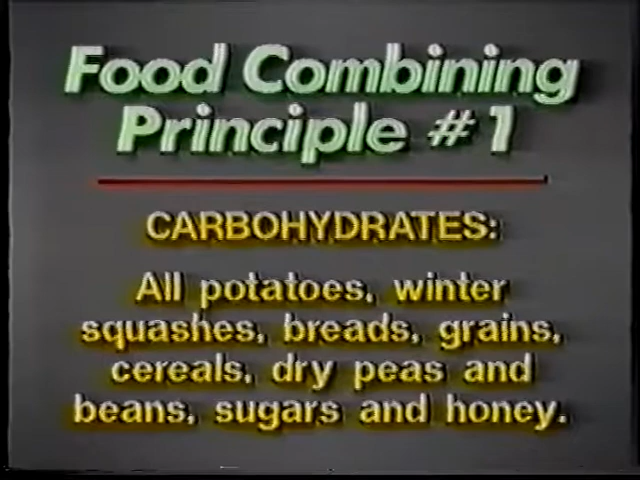 Food Combining
Principle #1
CARBOHYDRATES:
All potatoes, winter
squashes, breads, grains,
cereals, dry peas and
beans, sugars and honey.